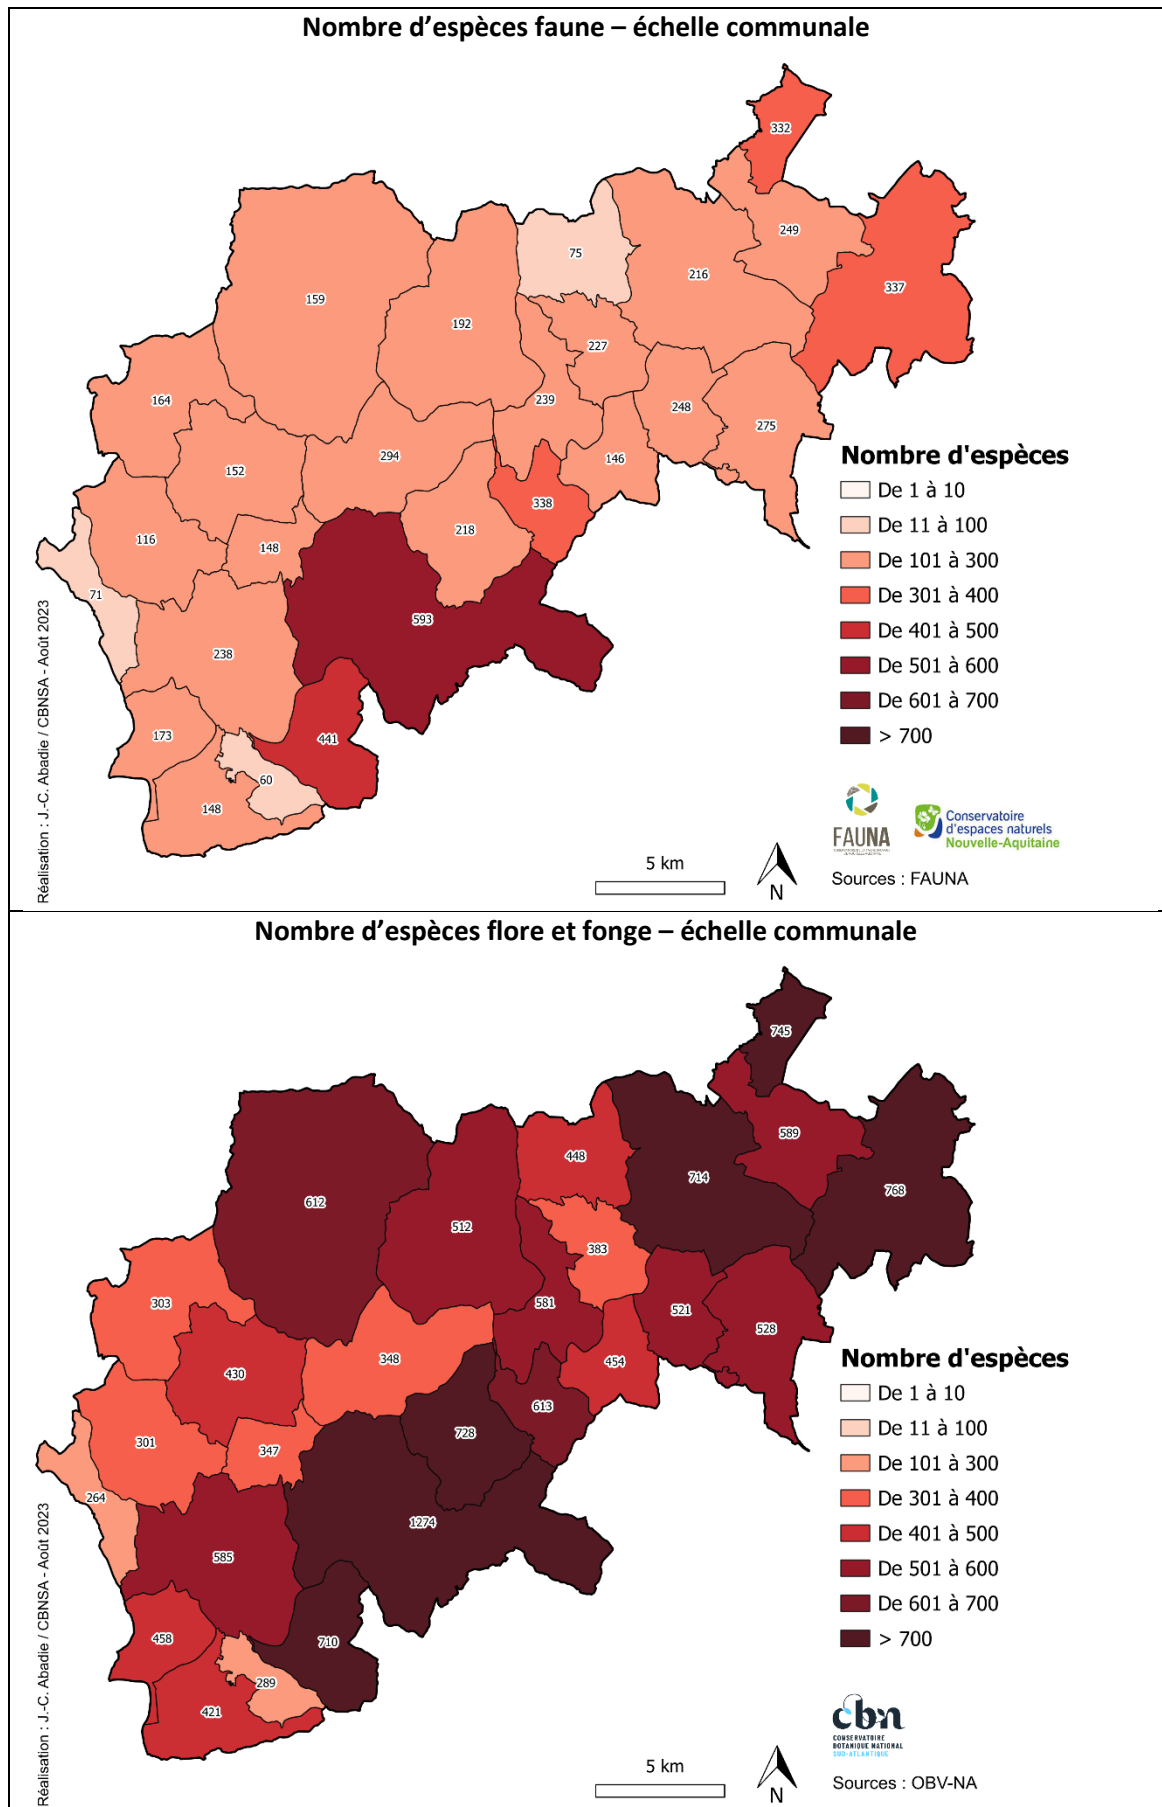 Nombre d’espèces faune – échelle communale
332
249
75
216
337
159
192
227
164
239
248
275
294
146
152
338
218
116
148
71
593
238
173
441
60
148
Nombre d'espèces
De 1 à 10
De 11 à 100
De 101 à 300
De 301 à 400
De 401 à 500
De 501 à 600
De 601 à 700
> 700
Réalisation : J.-C. Abadie / CBNSA - Août 2023
5 km
N
FAUNA
Conservatoire
d'espaces naturels
Nouvelle-Aquitaine
Sources : FAUNA
Nombre d’espèces flore et fonge – échelle communale
745
589
448
714
768
612
512
383
303
581
521
528
348
454
430
613
728
301
347
264
1274
585
458
710
289
421
Nombre d'espèces
De 1 à 10
De 11 à 100
De 101 à 300
De 301 à 400
De 401 à 500
De 501 à 600
De 601 à 700
> 700
Réalisation : J.-C. Abadie / CBNSA - Août 2023
5 km
N
cbn
CONSERVATOIRE
BOTANIQUE NATIONAL
SUD-ATLANTIQUE
Sources : OBV-NA